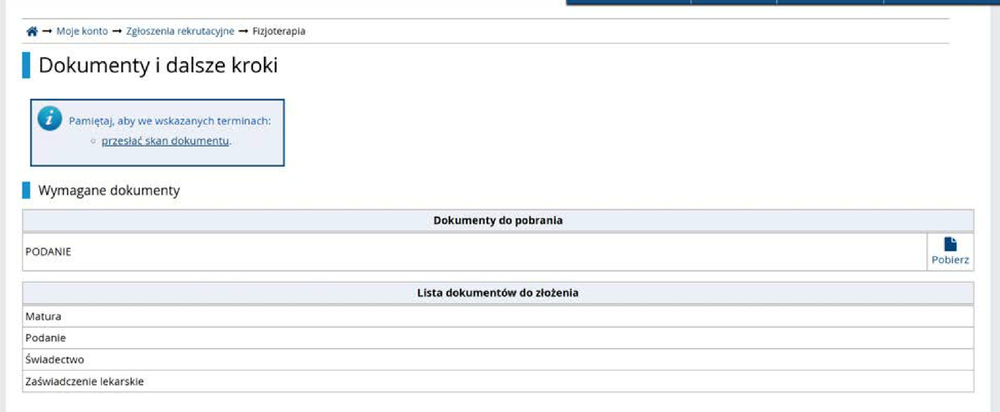 → Moje konto → Zgłoszenia rekrutacyjne → Fizjoterapia
Dokumenty i dalsze kroki
Pamiętaj, aby we wskazanych terminach:
przesłać skan dokumentu.
Wymagane dokumenty
Dokumenty do pobrania
PODANIE
Pobierz
Lista dokumentów do złożenia
Matura
Podanie
Świadectwo
Zaświadczenie lekarskie